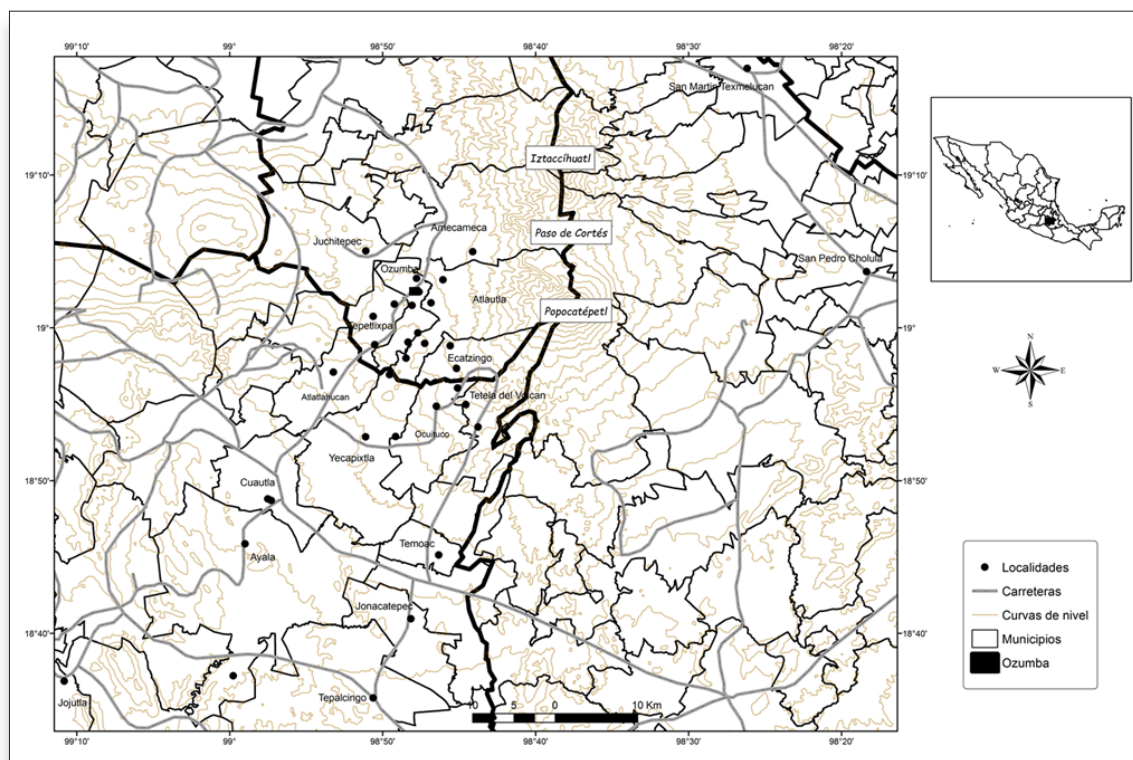 99°10' 99° 98°50' 98°40' 98°30' 98°20'
San Martin Texmelucan
19°10' 19°10'
Iztaccíhuatl
Paso de Cortés
Amecameca
Juchitepec
San Pedro Cholula
Ozumba
Atlautla
Popocatépetl
19° 19°
Tepetlixpa
Ecatzingo
Atlatlahucan
Tetela del Volcan
Ocuituco
Yecapixtla
18°50' 18°50'
Cuautla
Temoac
Ayala
Jonacatepec
18°40' 18°40'
Tepalcingo
Jojutla
10 5 0 10 Km
99°10' 99° 98°50' 98°40' 98°30' 98°20'
N
W E
S
Localidades
Carreteras
Curvas de nivel
Municipios
Ozumba